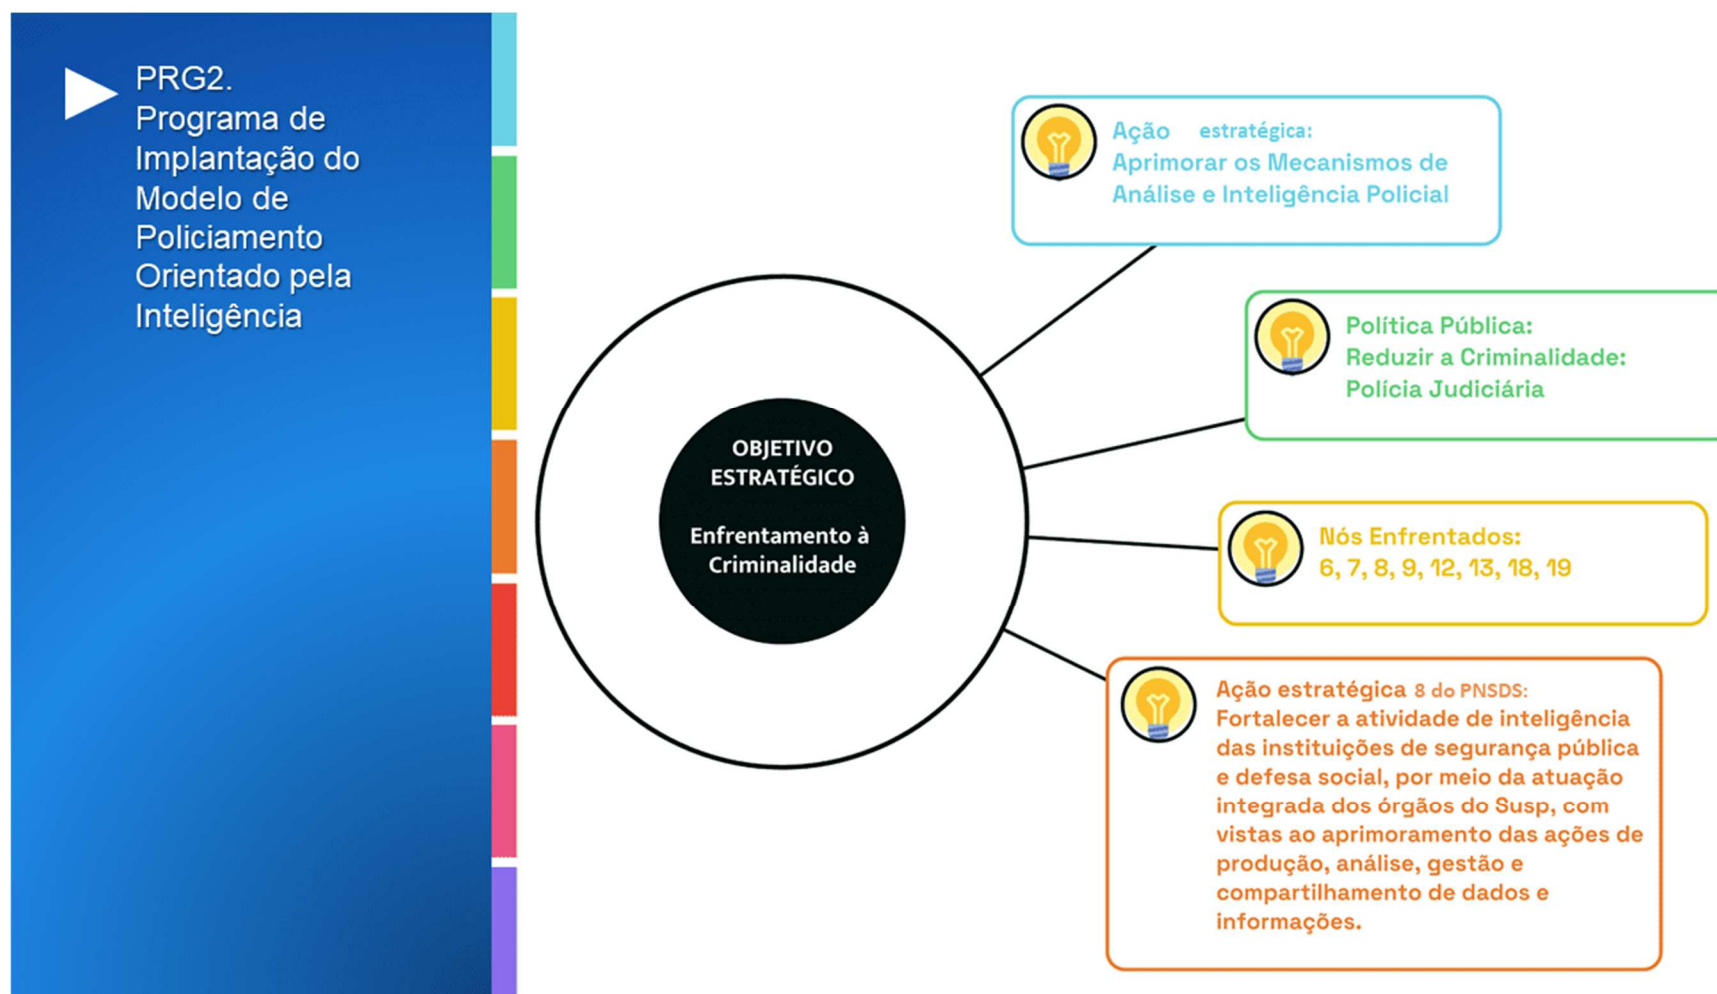 PRG2.
Programa de
Implantação do
Modelo de
Policiamento
Orientado pela
Inteligência
OBJETIVO
ESTRATÉGICO
Enfrentamento à
Criminalidade
Ação estratégica:
Aprimorar os Mecanismos de
Análise e Inteligência Policial
Política Pública:
Reduzir a Criminalidade:
Polícia Judiciária
Nós Enfrentados:
6, 7, 8, 9, 12, 13, 18, 19
Ação estratégica 8 do PNSDS:
Fortalecer a atividade de inteligência
das instituições de segurança pública
e defesa social, por meio da atuação
integrada dos órgãos do Susp, com
vistas ao aprimoramento das ações de
produção, análise, gestão e
compartilhamento de dados e
informações.